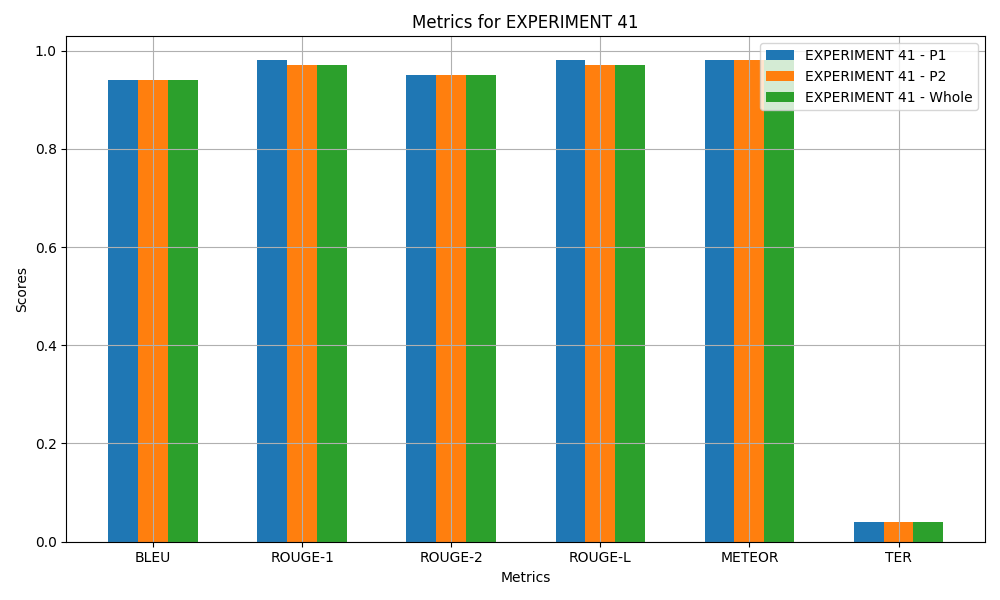 Metrics for EXPERIMENT 41
EXPERIMENT 41 - P1
EXPERIMENT 41 - P2
EXPERIMENT 41 - Whole
Scores
1.0
0.8
0.6
0.4
0.2
0.0
BLEU ROUGE-1 ROUGE-2 ROUGE-L METEOR TER
Metrics